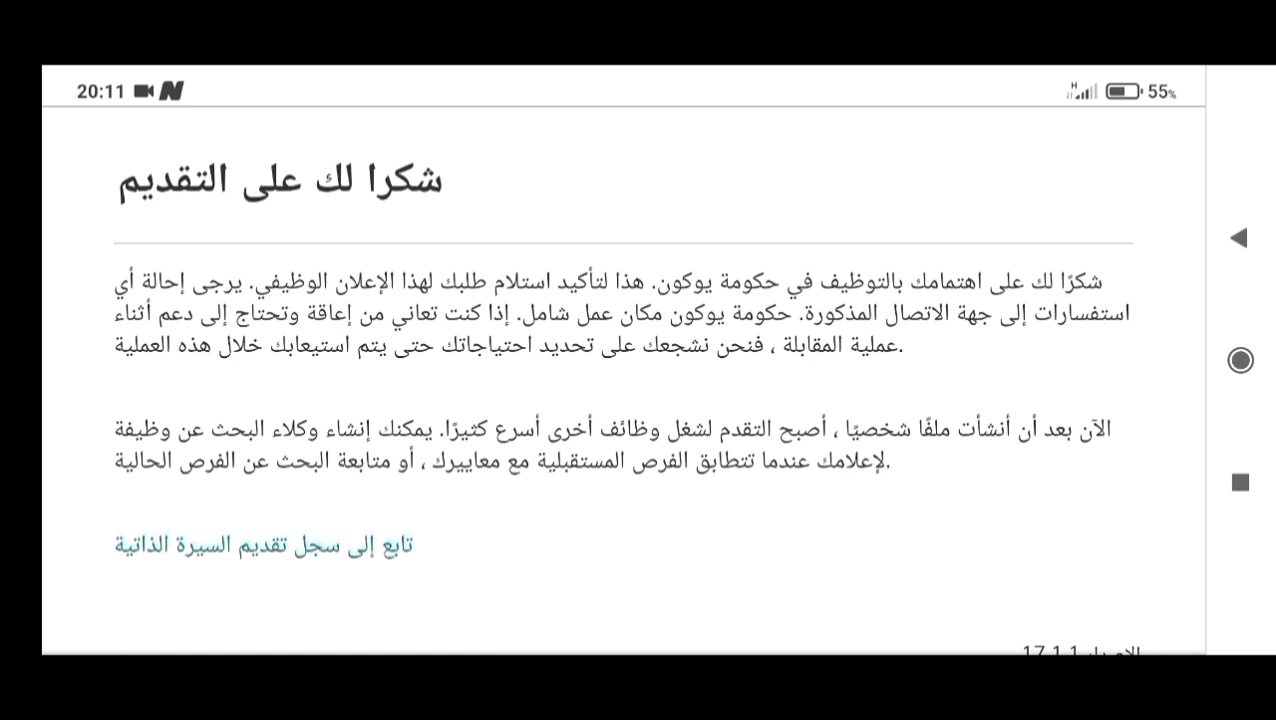 20:11
H 55%
شكرا لك على التقديم
شكرًا لك على اهتمامك بالتوظيف في حكومة يوكون. هذا لتأكيد استلام طلبك لهذا الإعلان الوظيفي. يرجى إحالة أي
استفسارات إلى جهة الاتصال المذكورة. حكومة يوكون مكان عمل شامل. إذا كنت تعاني من إعاقة وتحتاج إلى دعم أثناء
عملية المقابلة ، فنحن نشجعك على تحديد احتياجاتك حتى يتم استيعابك خلال هذه العملية.
الآن بعد أن أنشأت ملفًا شخصيًا ، أصبح التقدم لشغل وظائف أخرى أسرع كثيرًا. يمكنك إنشاء وكلاء البحث عن وظيفة
لإعلامك عندما تتطابق الفرص المستقبلية مع معاييرك ، أو متابعة البحث عن الفرص الحالية.
تابع إلى سجل تقديم السيرة الذاتية
17.1.1